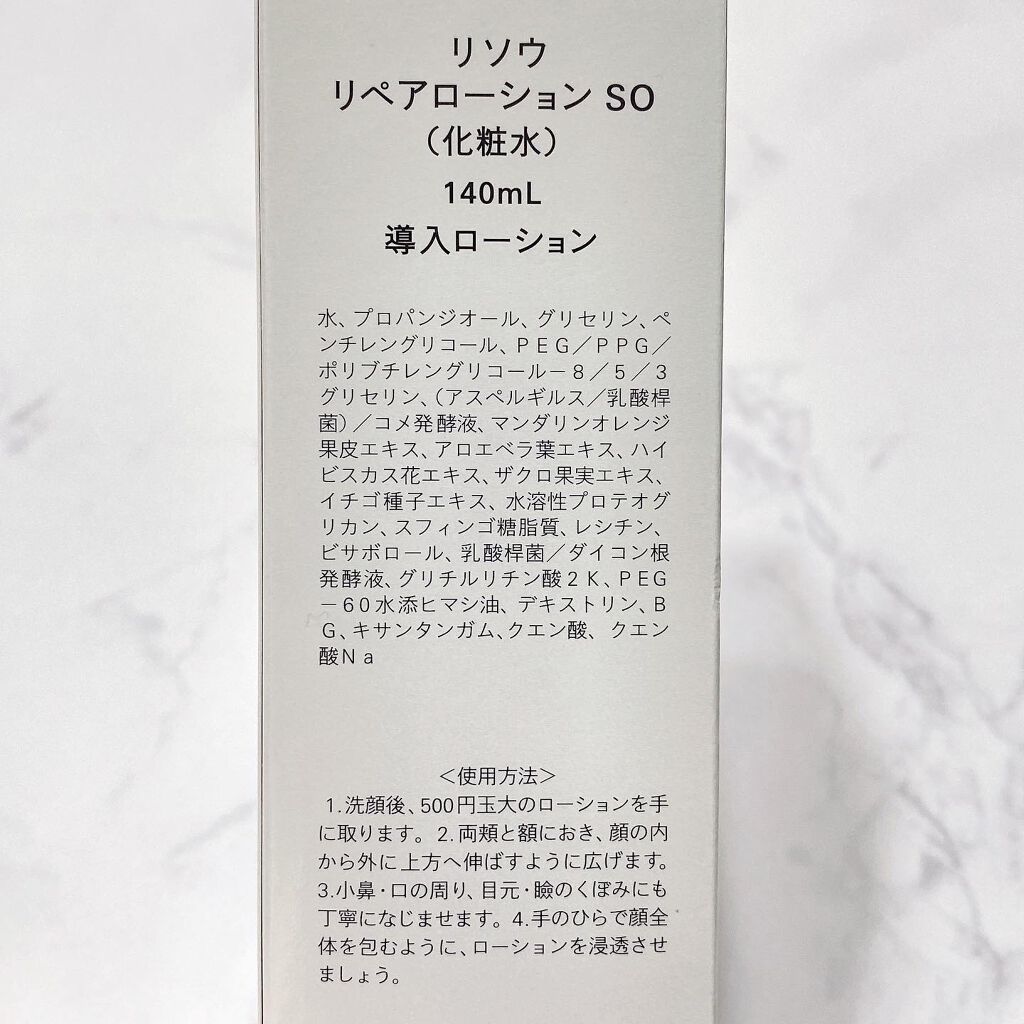 リソウ
リペアローション SO
（化粧水）
140mL
導入ローション
水、プロパンジオール、グリセリン、ペ
ンチレングリコール、PEG／PPG／
ポリブチレングリコール－8／5／3
グリセリン、（アスペルギルス／乳酸桿
菌）／コメ発酵液、マンダリンオレンジ
果皮エキス、アロエベラ葉エキス、ハイ
ビスカス花エキス、ザクロ果実エキス、
イチゴ種子エキス、水溶性プロテオグ
リカン、スフィンゴ糖脂質、レシチン、
ビサボロール、乳酸桿菌／ダイコン根
発酵液、グリチルリチン酸2K、PEG
－60水添ヒマシ油、デキストリン、B
G、キサンタンガム、クエン酸、クエン
酸Na
＜使用方法＞
1.洗顔後、500円玉大のローションを手
に取ります。2.両頬と額におき、顔の内
から外に上方へ伸ばすように広げます。
3.小鼻・口の周り、目元・瞼のくぼみにも
丁寧になじませます。4.手のひらで顔全
体を包むように、ローションを浸透させ
ましょう。